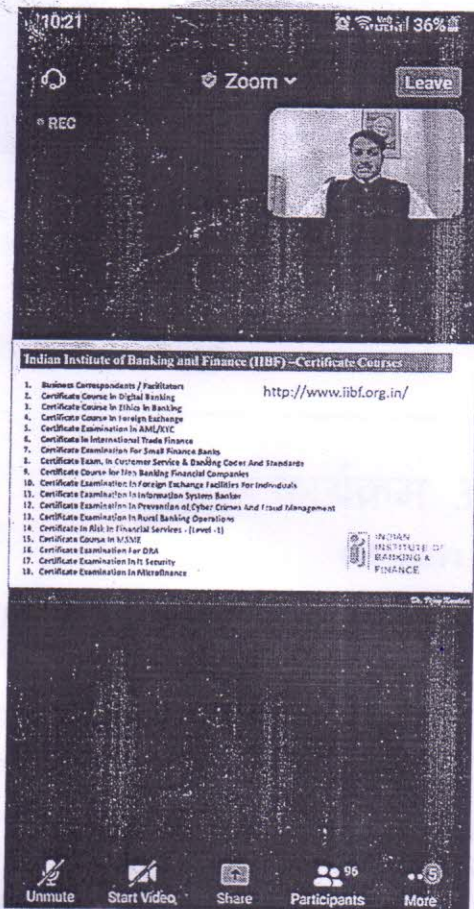 10:21
36%
Zoom
Leave
REC
Indian Institute of Banking and Finance (IIBF) –Certificate Courses
http://www.iibf.org.in/
1. Business Correspondents / Facilitators
2. Certificate Course in Digital Banking
3. Certificate Course in Ethics in Banking
4. Certificate Course in Foreign Exchange
5. Certificate Examination in AML/KYC
6. Certificate in International Trade Finance
7. Certificate Examination For Small Finance Banks
8. Certificate Exam. In Customer Service & Banking Codes And Standards
9. Certificate Course for Non Banking Financial Companies
10. Certificate Examination In Foreign Exchange Facilities For Individuals
11. Certificate Examination In Information System Banker
12. Certificate Examination In Prevention of Cyber Crimes And Fraud Management
13. Certificate Examination In Rural Banking Operations
14. Certificate In Risk in Financial Services - (Level -1)
15. Certificate Course in MSME
16. Certificate Examination For DRA
17. Certificate Examination In It Security
18. Certificate Examination In Microfinance
INDIAN
INSTITUTE OF
BANKING &
FINANCE
Unmute
Start Video
Share
96
Participants
5
More